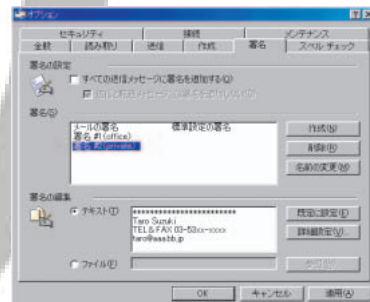 オプション
セキュリティ 接続 メンテナンス
全般 読み取り 送信 作成 署名 スペル チェック
署名の設定
すべての送信メッセージに署名を追加する(Q)
署名(S)
メールの署名 標準設定の署名
署名 #1 (office)
作成(N)
削除(R)
名前の変更(M)
署名の編集
テキスト(T)
************************
Taro Suzuki
TEL & FAX 03-53xx-xxxx
taro@aaa.bb.jp
既定に設定(E)
詳細設定(V)...
ファイル(F)
OK キャンセル 適用(A)